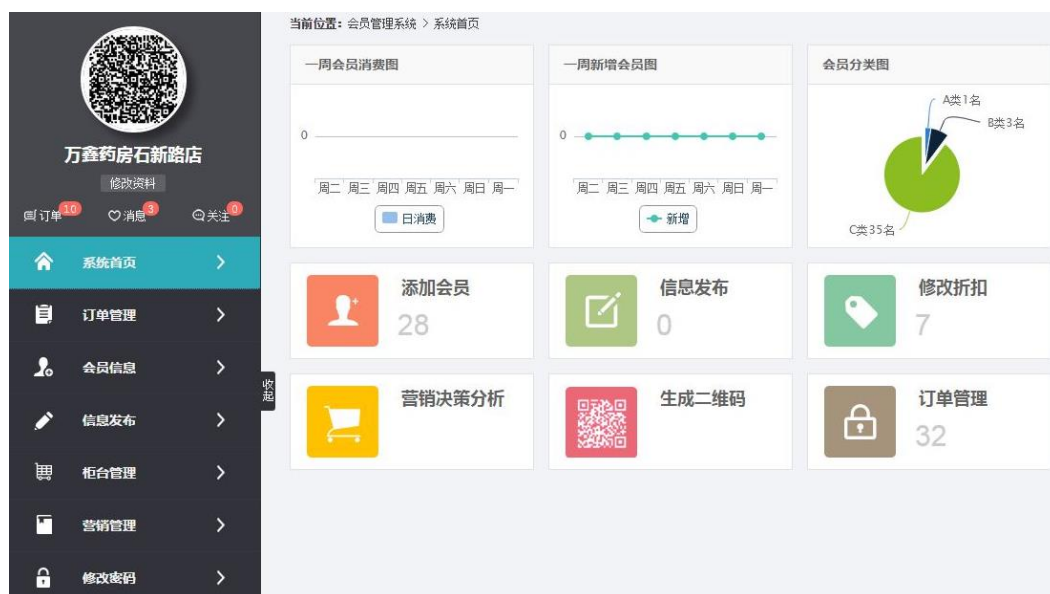 万鑫药房石新路店
修改资料
订单10 消息3 关注0
系统首页
订单管理
会员信息
信息发布
柜台管理
营销管理
修改密码
收起
当前位置：会员管理系统 > 系统首页
一周会员消费图
0
周二 周三 周四 周五 周六 周日 周一
日消费
一周新增会员图
0
周二 周三 周四 周五 周六 周日 周一
新增
会员分类图
A类1名
B类3名
C类35名
添加会员
28
信息发布
0
修改折扣
7
营销决策分析
生成二维码
订单管理
32